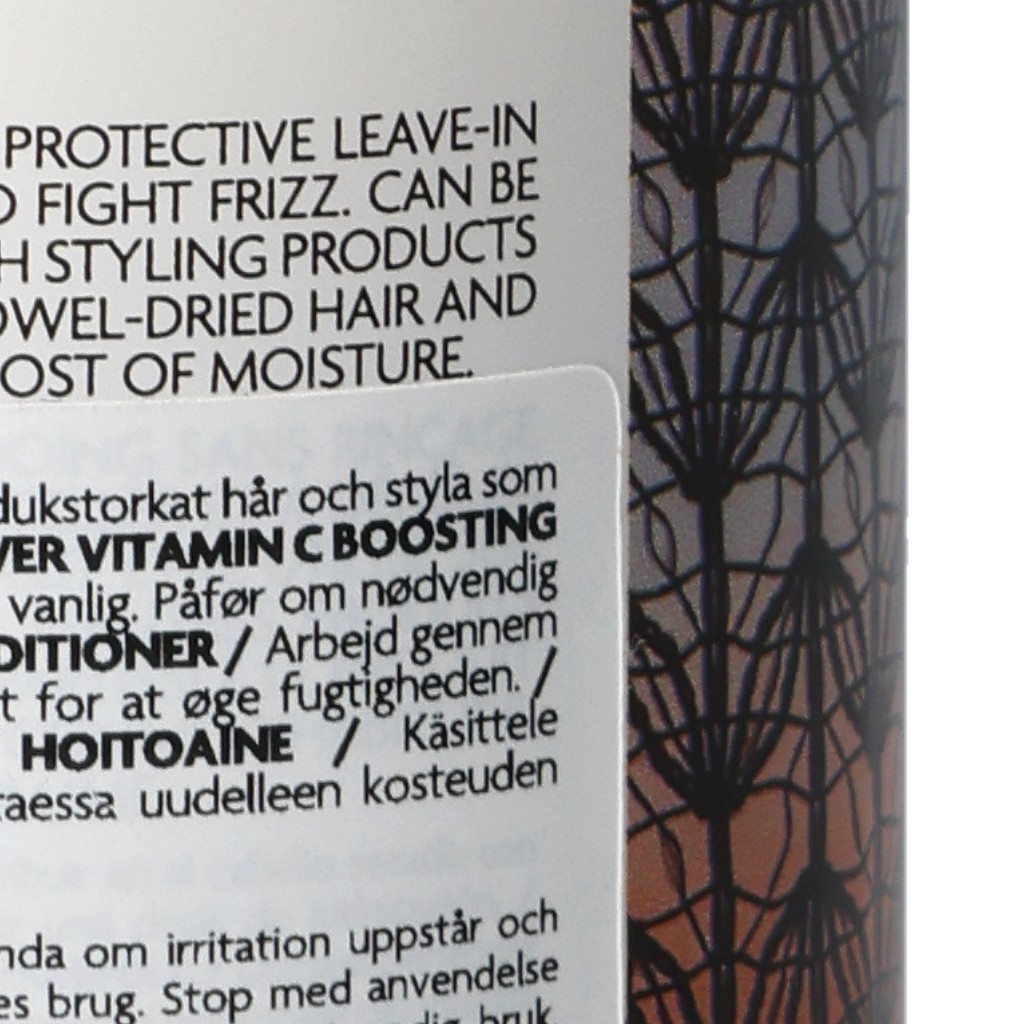 PROTECTIVE LEAVE-IN
FIGHT FRIZZ. CAN BE
H STYLING PRODUCTS
OWEL-DRIED HAIR AND
OST OF MOISTURE.
dukstorkat hår och styla som
VER VITAMIN C BOOSTING
vanlig. Påfør om nødvendig
DITIONER / Arbejd gennem
t for at øge fugtigheden. /
HOITOAINE / Käsittele
raessa uudelleen kosteuden
nda om irritation uppstår och
es brug. Stop med anvendelse
bruk